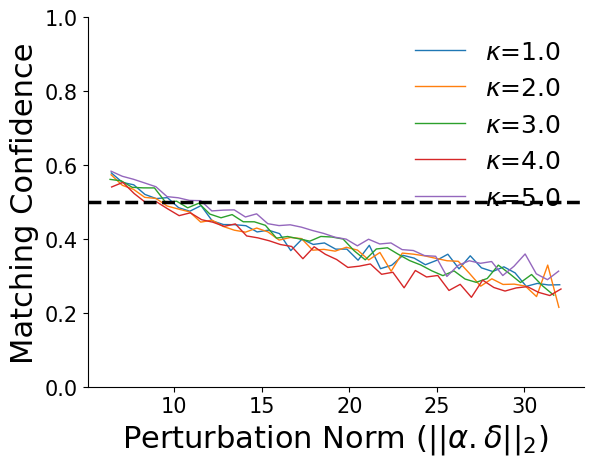 1.0
0.8
0.6
0.4
0.2
0.0
Matching Confidence
κ=1.0
κ=2.0
κ=3.0
κ=4.0
κ=5.0
10 15 20 25 30
Perturbation Norm (||α.δ||₂)